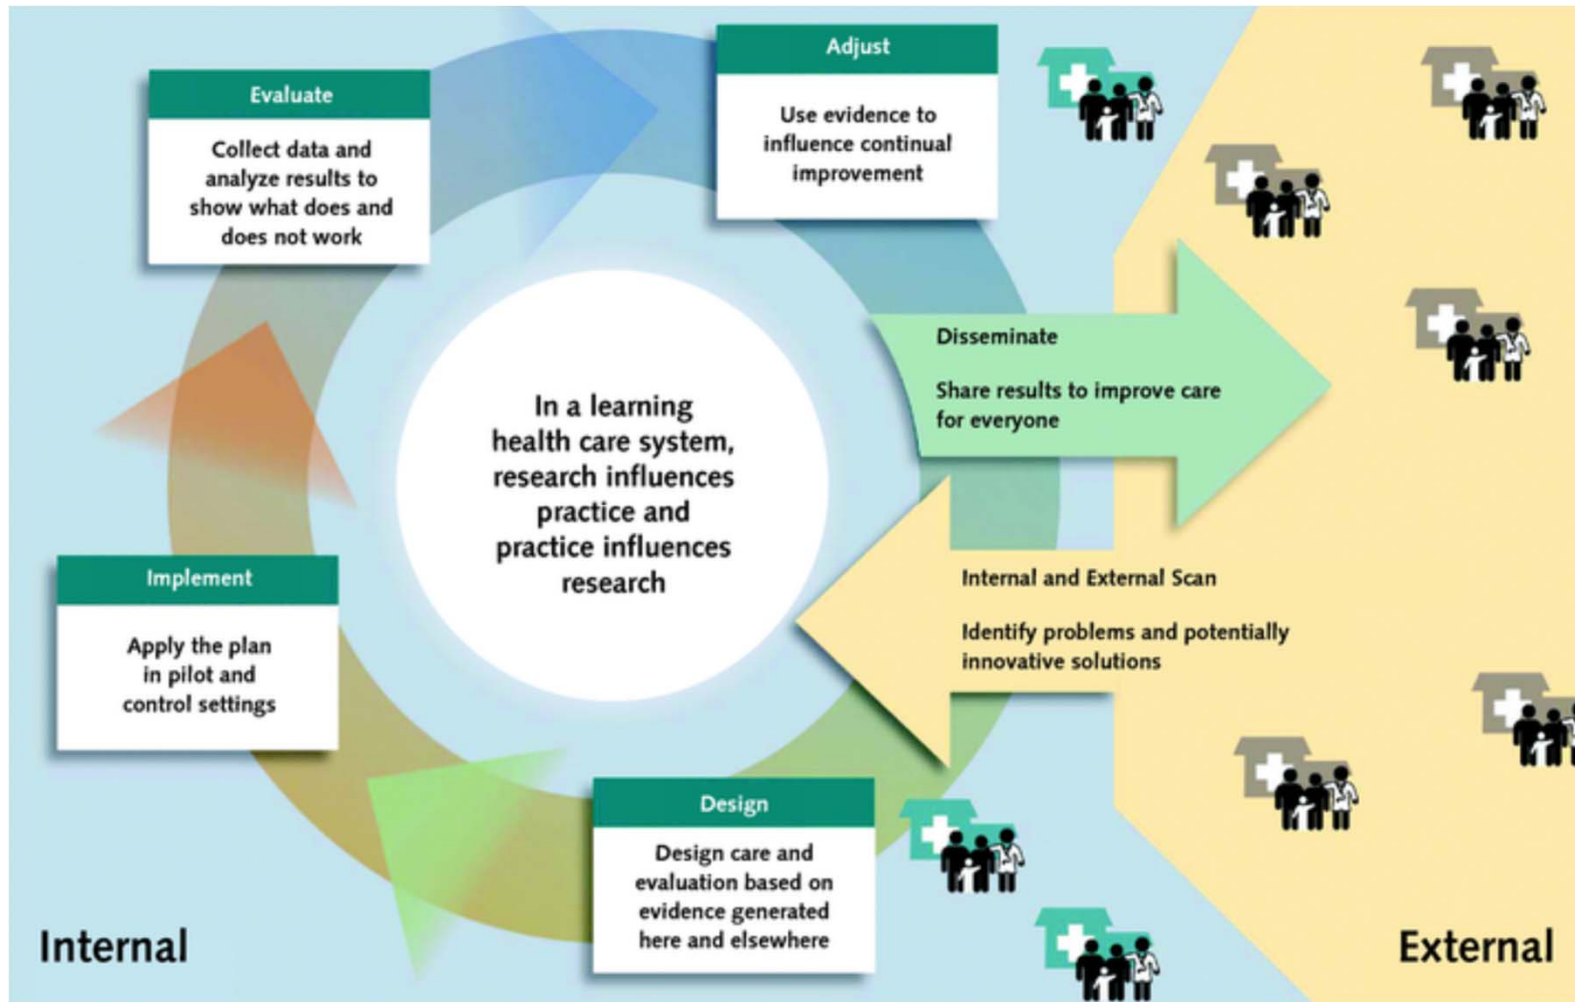 Evaluate
Collect data and
analyze results to
show what does and
does not work
Adjust
Use evidence to
influence continual
improvement
Disseminate
Share results to improve care
for everyone
In a learning
health care system,
research influences
practice and
practice influences
research
Internal and External Scan
Identify problems and potentially
innovative solutions
Implement
Apply the plan
in pilot and
control settings
Design
Design care and
evaluation based on
evidence generated
here and elsewhere
Internal
External